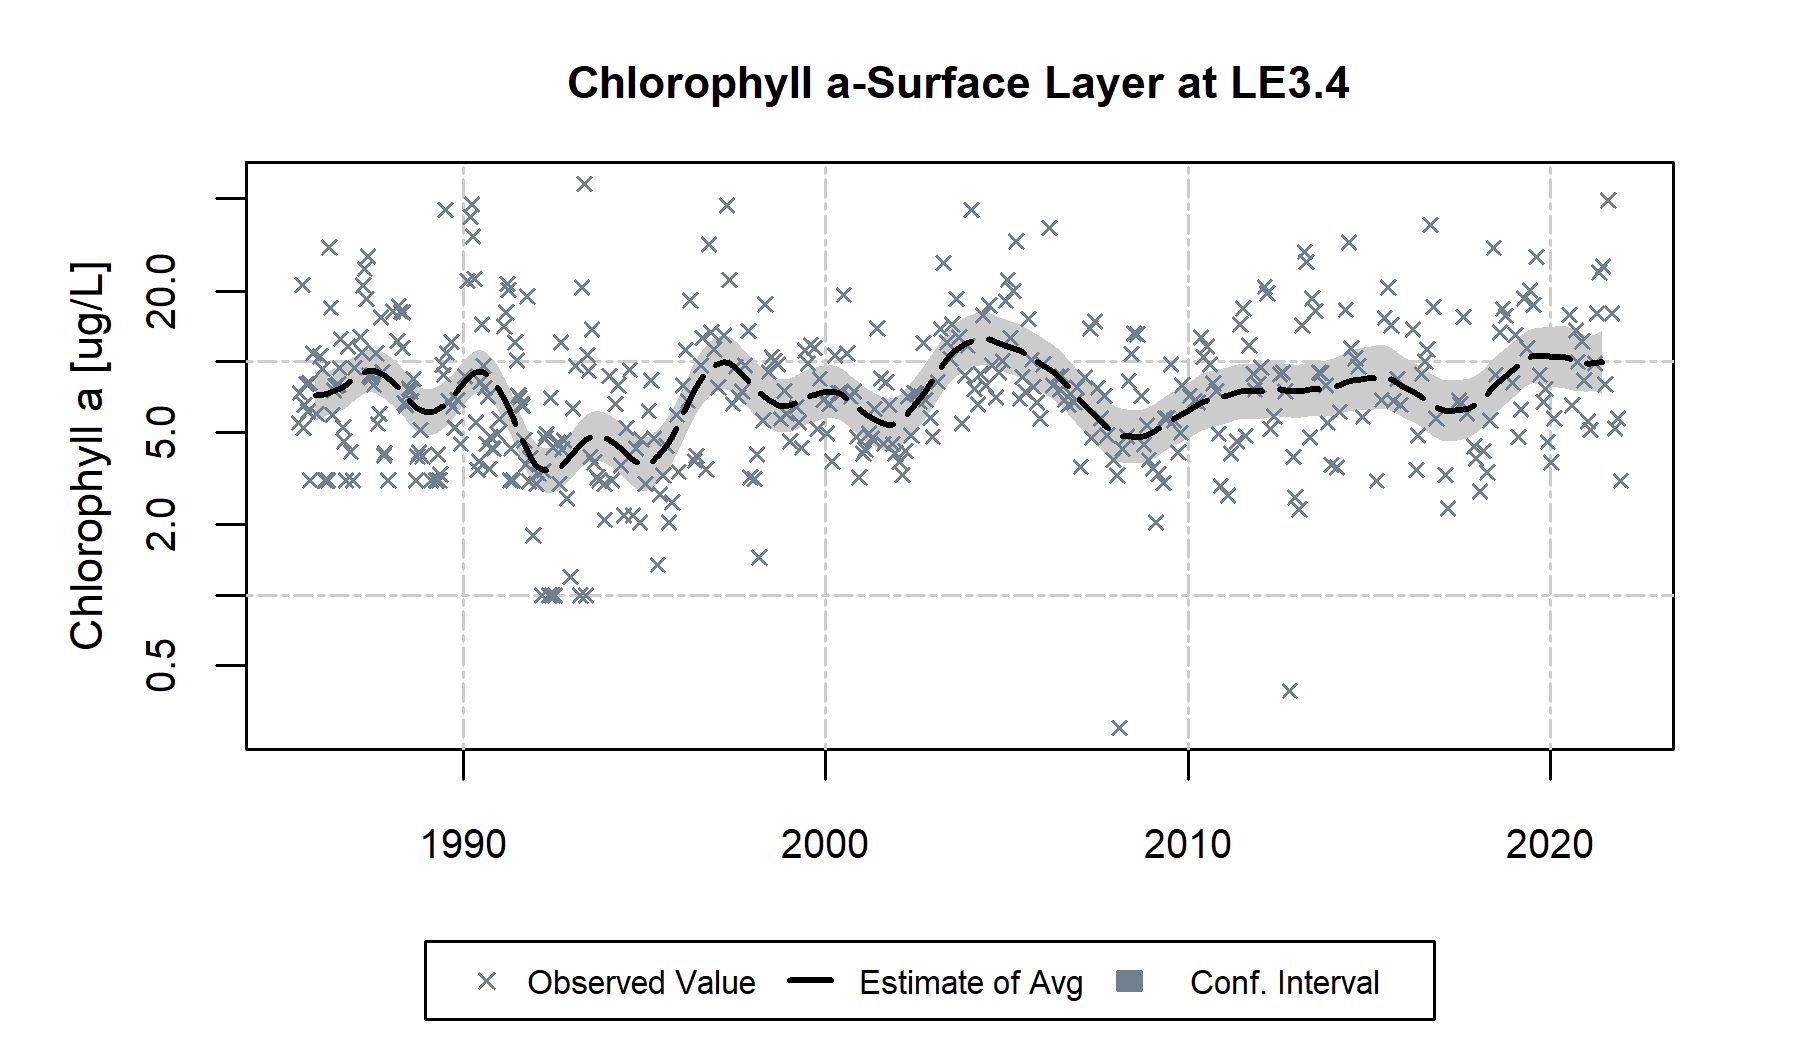 Chlorophyll a-Surface Layer at LE3.4
Chlorophyll a [ug/L]
20.0
5.0
2.0
0.5
1990 2000 2010 2020
Observed Value Estimate of Avg Conf. Interval